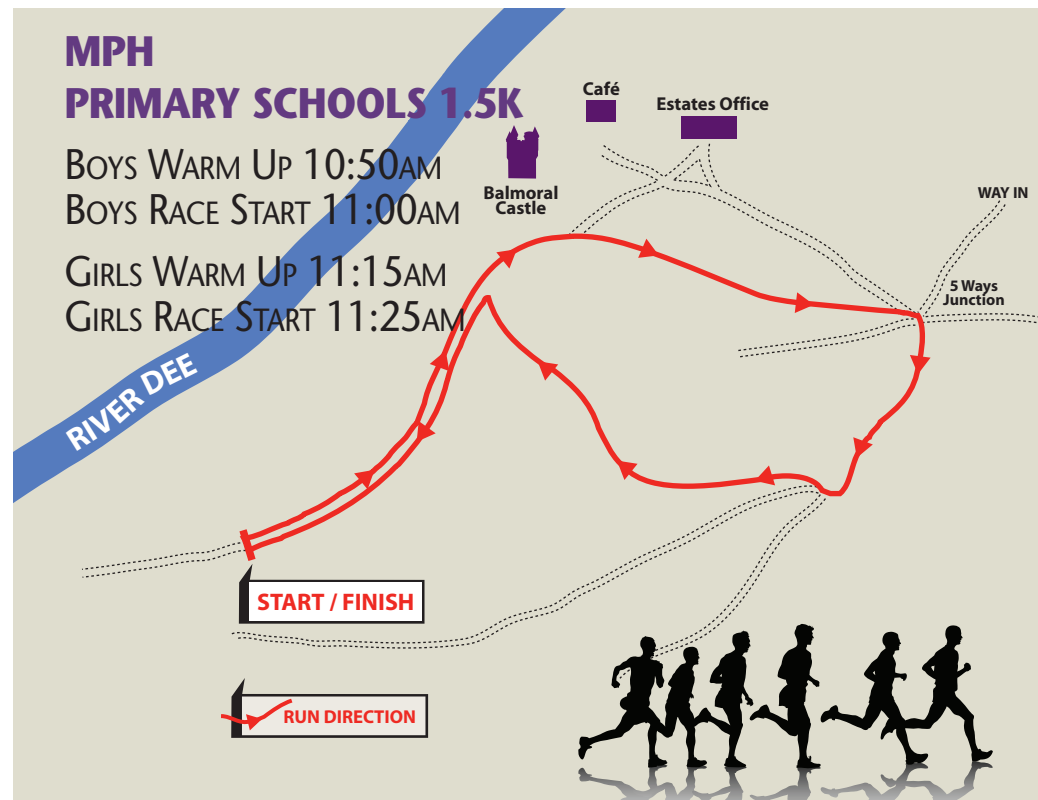 MPH
PRIMARY SCHOOLS 1.5K
BOYS WARM UP 10:50AM
BOYS RACE START 11:00AM
GIRLS WARM UP 11:15AM
GIRLS RACE START 11:25AM
Café
Estates Office
Balmoral
Castle
WAY IN
5 Ways
Junction
RIVER DEE
START / FINISH
RUN DIRECTION